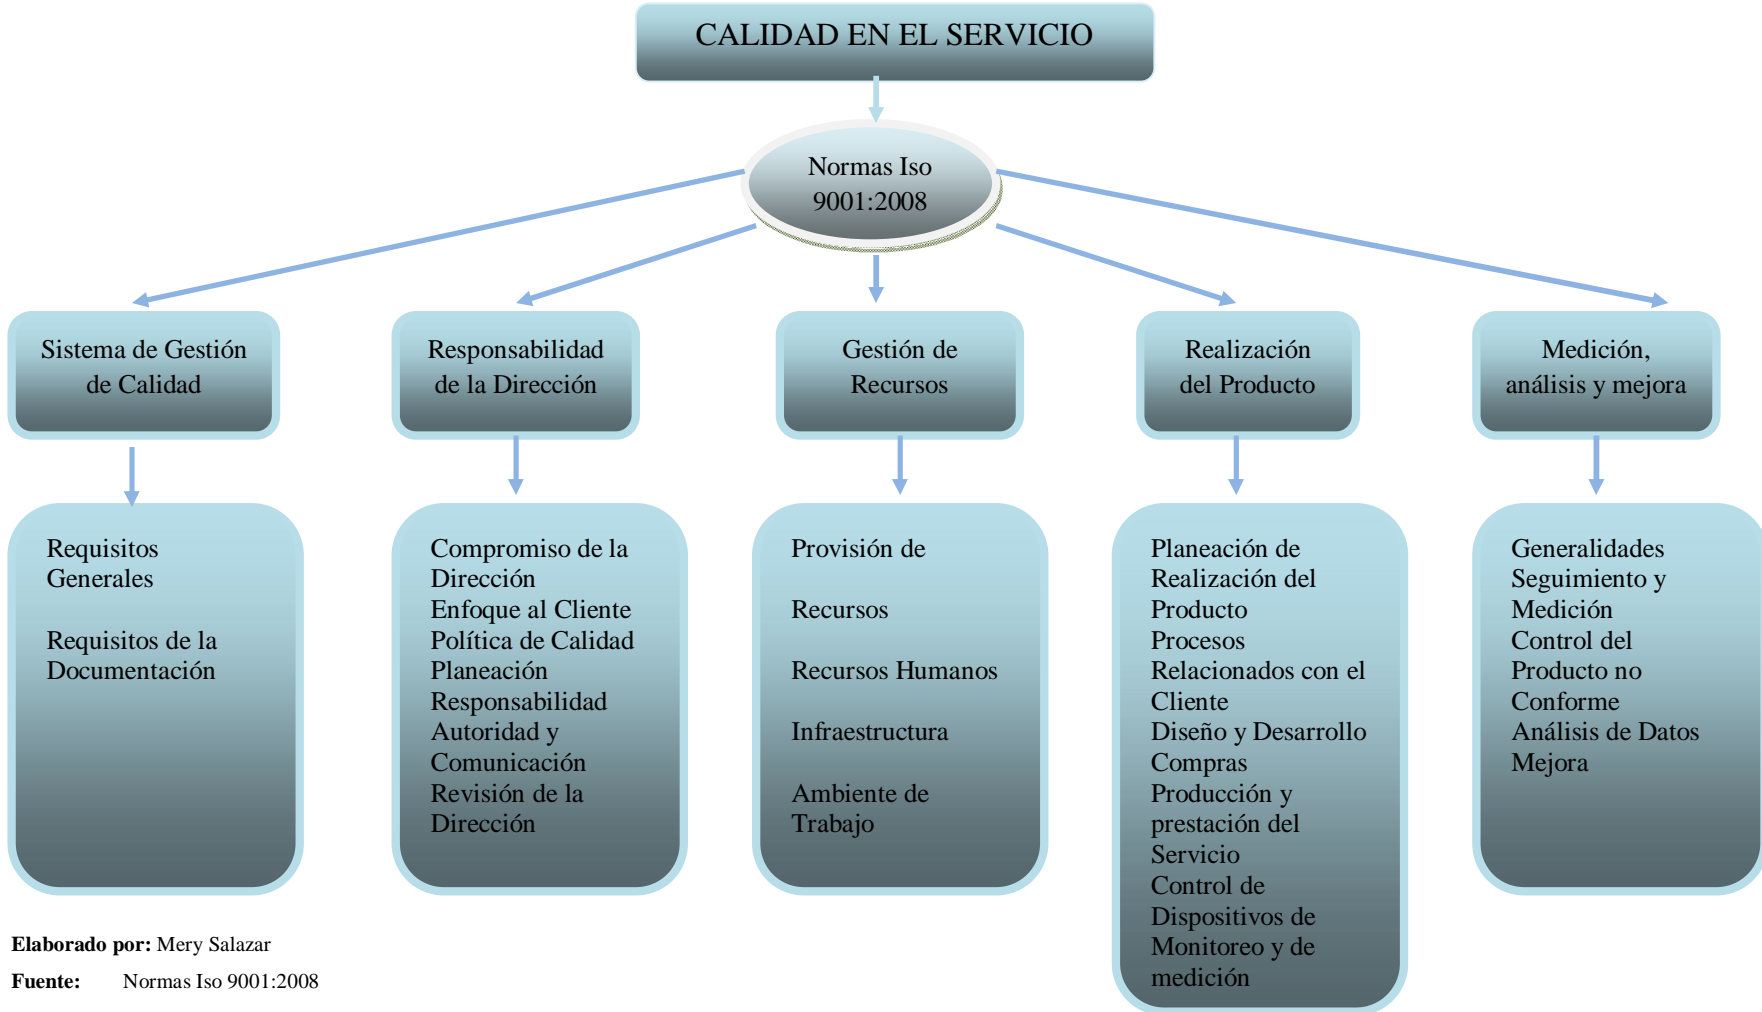 CALIDAD EN EL SERVICIO
Normas Iso
9001:2008
Sistema de Gestión
de Calidad
Responsabilidad
de la Dirección
Gestión de
Recursos
Realización
del Producto
Medición,
análisis y mejora
Requisitos
Generales
Requisitos de la
Documentación
Compromiso de la
Dirección
Enfoque al Cliente
Política de Calidad
Planeación
Responsabilidad
Autoridad y
Comunicación
Revisión de la
Dirección
Provisión de
Recursos
Recursos Humanos
Infraestructura
Ambiente de
Trabajo
Planeación de
Realización del
Producto
Procesos
Relacionados con el
Cliente
Diseño y Desarrollo
Compras
Producción y
prestación del
Servicio
Control de
Dispositivos de
Monitoreo y de
medición
Generalidades
Seguimiento y
Medición
Control del
Producto no
Conforme
Análisis de Datos
Mejora
Elaborado por: Mery Salazar
Fuente: Normas Iso 9001:2008